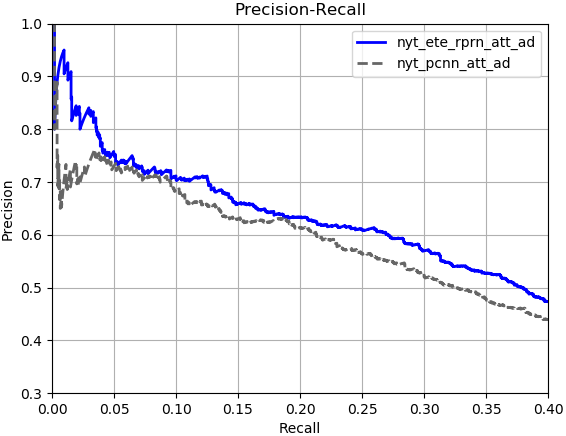 Precision-Recall
nyt_ete_rprn_att_ad
nyt_pcnn_att_ad
Precision
1.0
0.9
0.8
0.7
0.6
0.5
0.4
0.3
0.00 0.05 0.10 0.15 0.20 0.25 0.30 0.35 0.40
Recall